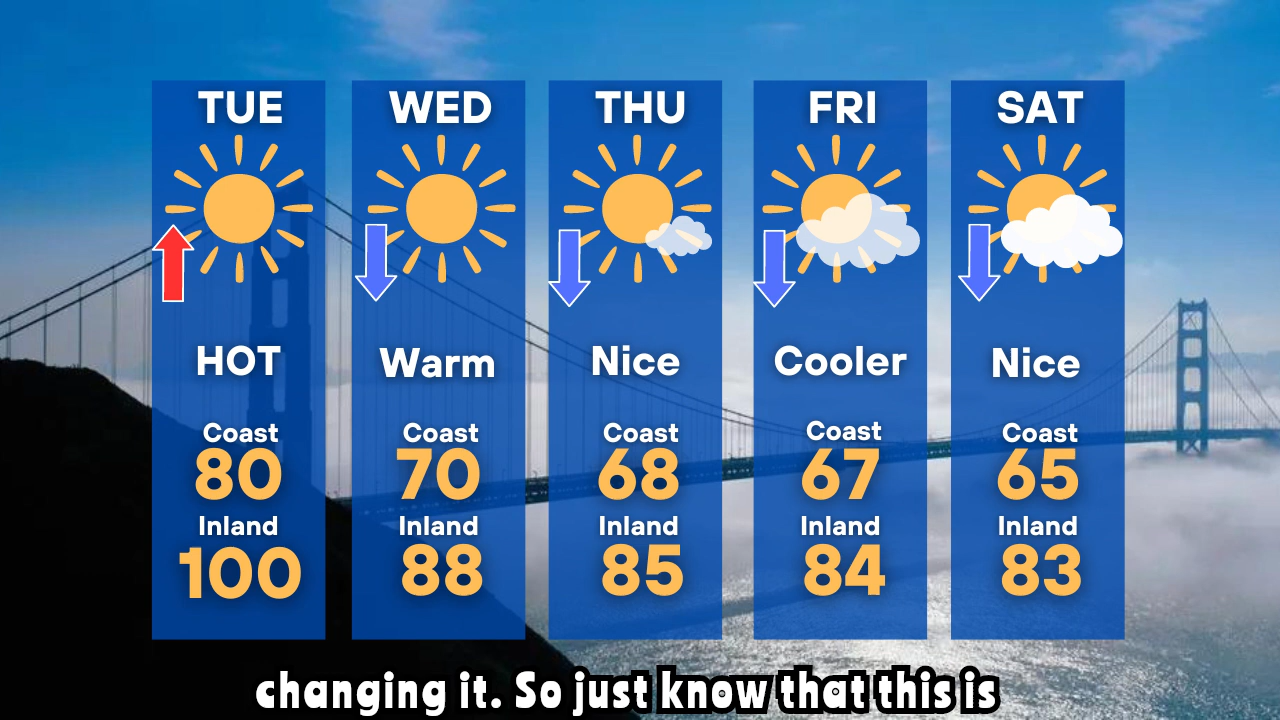 TUE
HOT
Coast
80
Inland
100
WED
Warm
Coast
70
Inland
88
THU
Nice
Coast
68
Inland
85
FRI
Cooler
Coast
67
Inland
84
SAT
Nice
Coast
65
Inland
83
changing it. So just know that this is